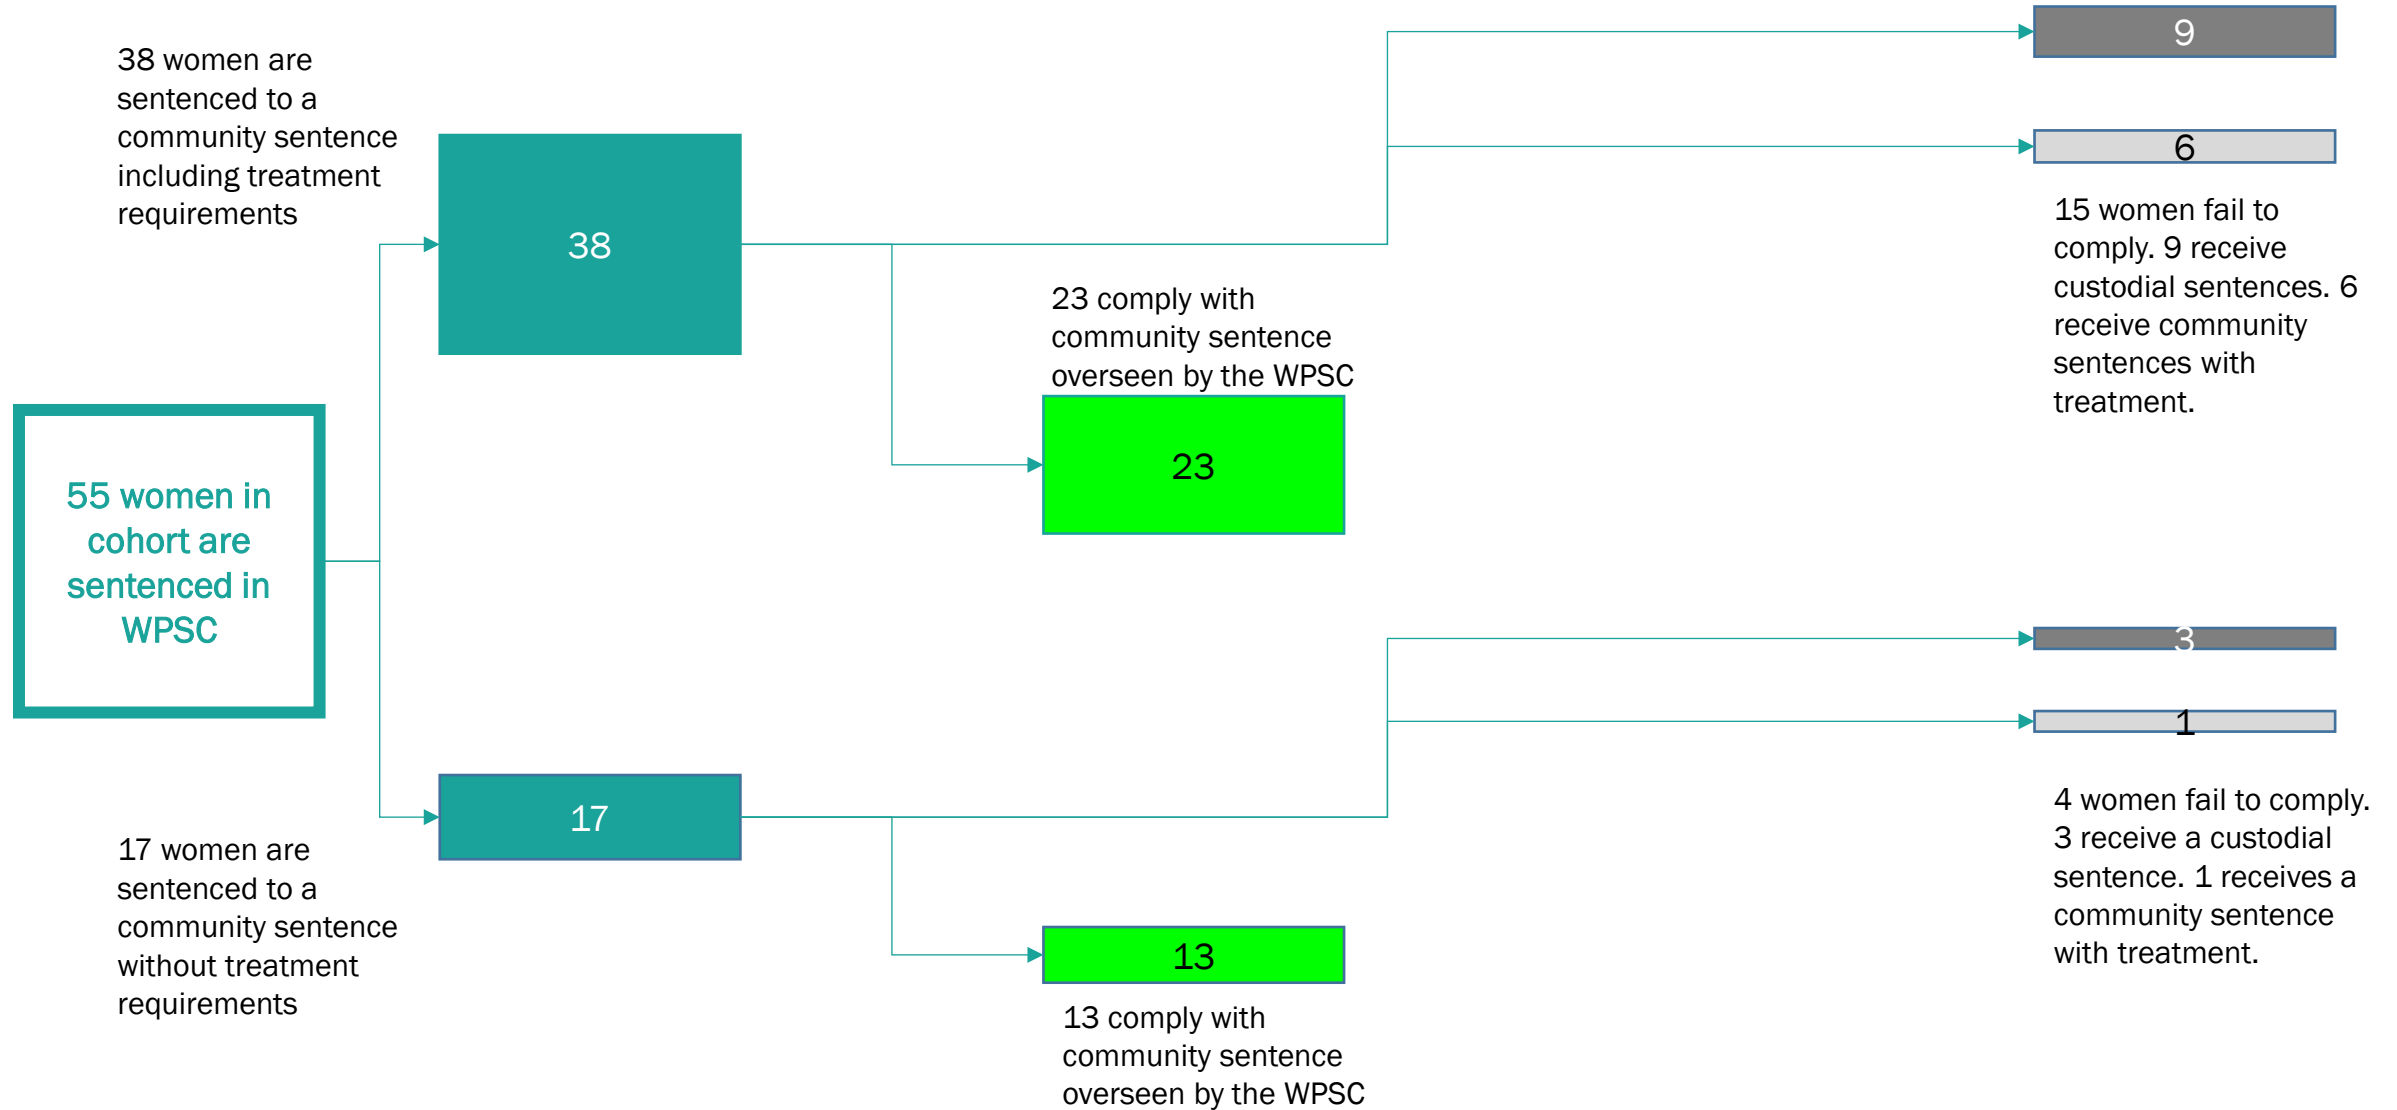 38 women are
sentenced to a
community sentence
including treatment
requirements
38
9
6
15 women fail to
comply. 9 receive
custodial sentences. 6
receive community
sentences with
treatment.
23 comply with
community sentence
overseen by the WPSC
23
55 women in
cohort are
sentenced in
WPSC
3
1
17
4 women fail to comply.
3 receive a custodial
sentence. 1 receives a
community sentence
with treatment.
17 women are
sentenced to a
community sentence
without treatment
requirements
13
13 comply with
community sentence
overseen by the WPSC